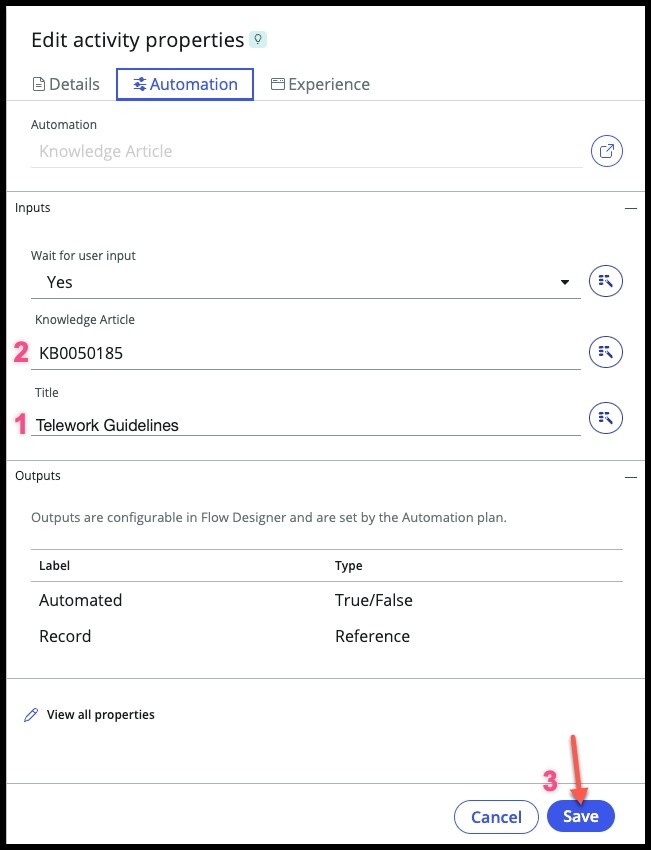 Edit activity properties
Details Automation Experience
Automation
Knowledge Article
Inputs
Wait for user input
Yes
Knowledge Article
2 KB0050185
Title
1 Telework Guidelines
Outputs
Outputs are configurable in Flow Designer and are set by the Automation plan.
Label Type
Automated True/False
Record Reference
View all properties
3
Cancel Save